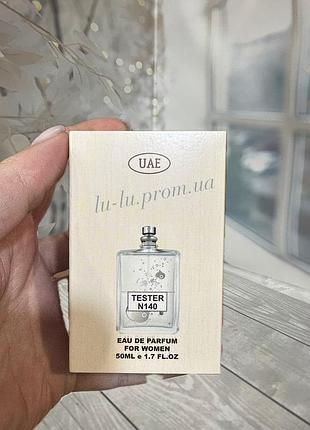 UAE
lu-lu.prom.ua
TESTER
N140
EAU DE PARFUM
FOR WOMEN
50ML e 1.7 FL.OZ